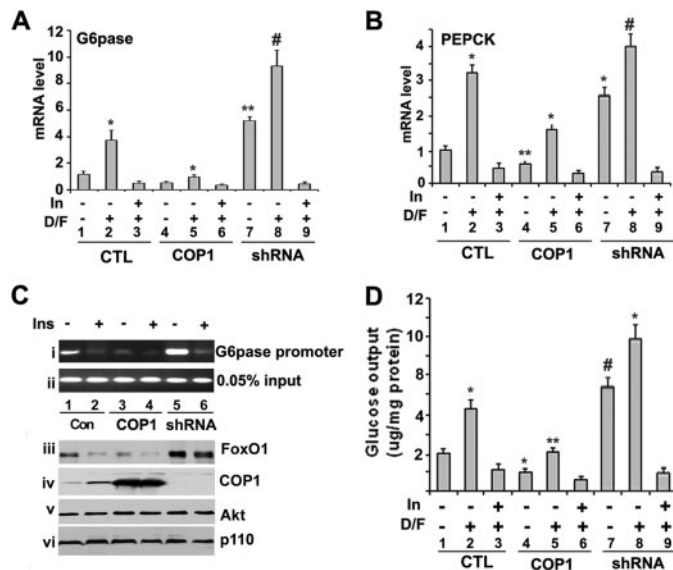 A
G6pase
mRNA level
12
10
8
6
4
2
0
* * ** #
In - - + - - + - - +
D/F - + + - + + - + +
1 2 3 4 5 6 7 8 9
CTL COP1 shRNA
B
PEPCK
mRNA level
4
3
2
1
0
* ** * * #
In - - + - - + - - +
D/F - + + - + + - + +
1 2 3 4 5 6 7 8 9
CTL COP1 shRNA
C
Ins - + - + - +
i G6pase promoter
ii 0.05% input
1 2 3 4 5 6
Con COP1 shRNA
iii FoxO1
iv COP1
v Akt
vi p110
D
Glucose output
(ug/mg protein)
12
10
8
6
4
2
0
* * ** # *
In - - + - - + - - +
D/F - + + - + + - + +
1 2 3 4 5 6 7 8 9
CTL COP1 shRNA